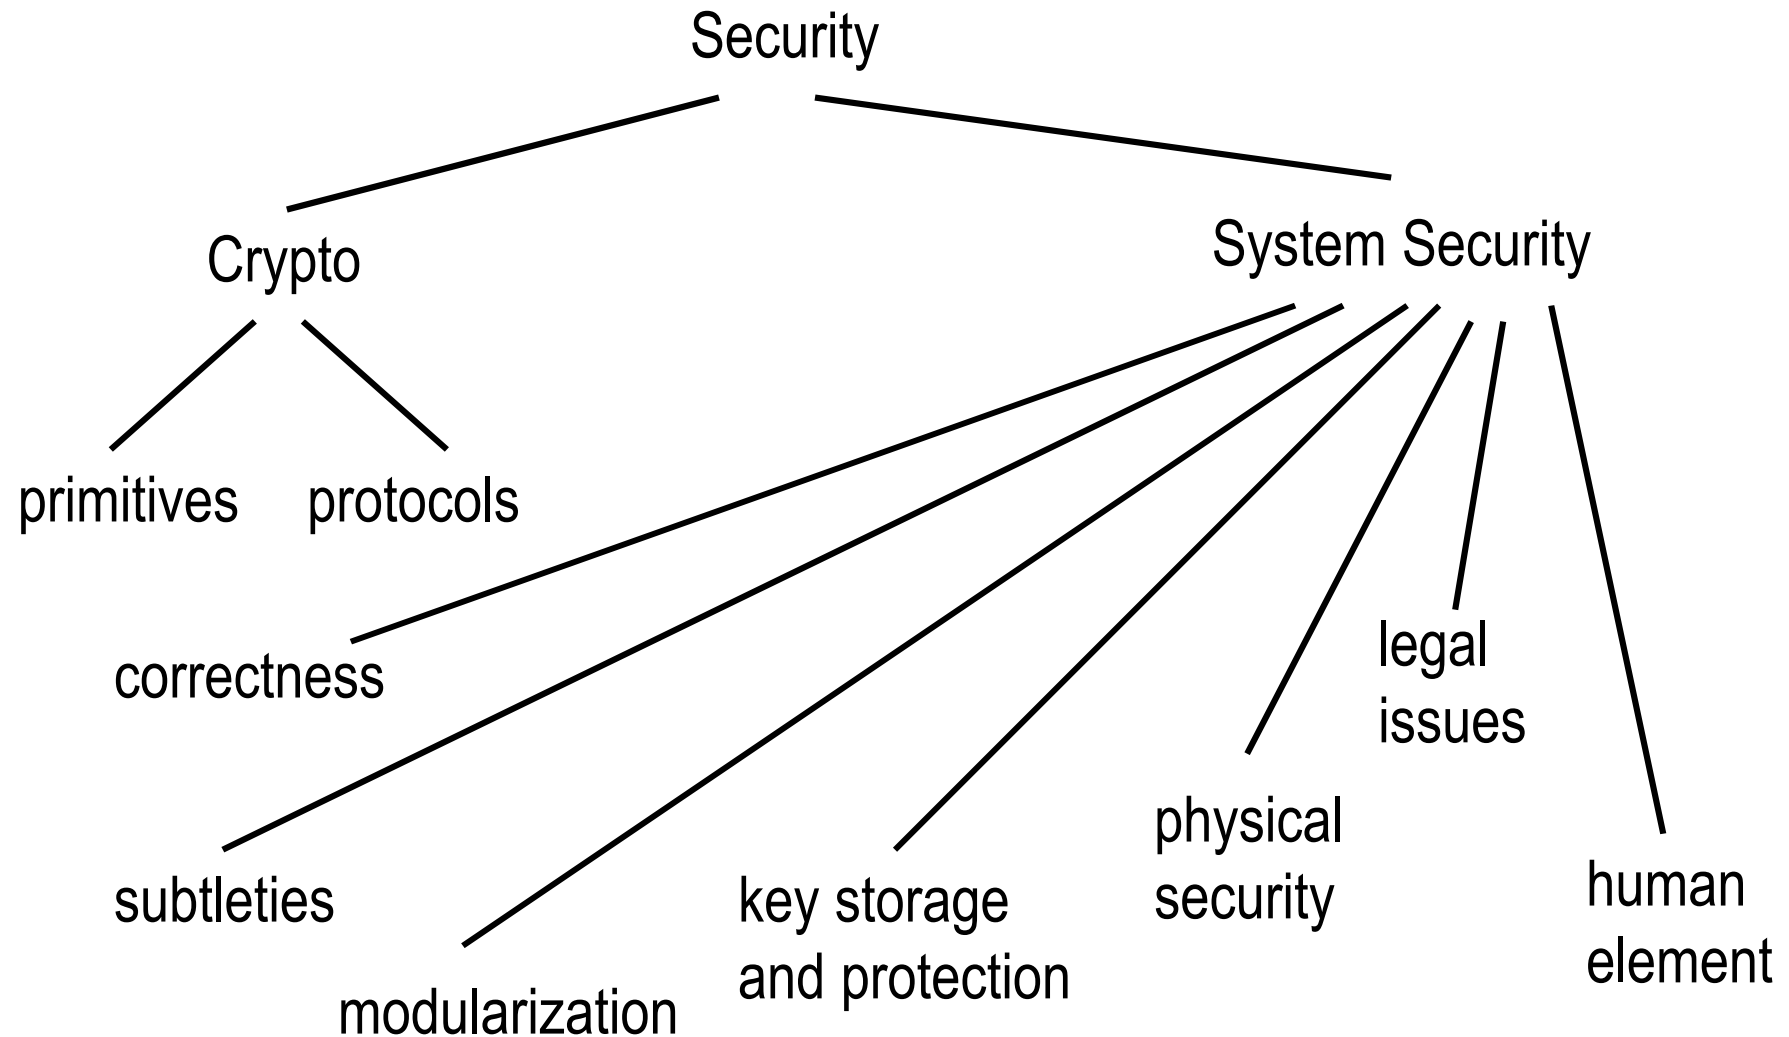 Security
Crypto
System Security
primitives
protocols
correctness
legal
issues
subtleties
modularization
key storage
and protection
physical
security
human
element